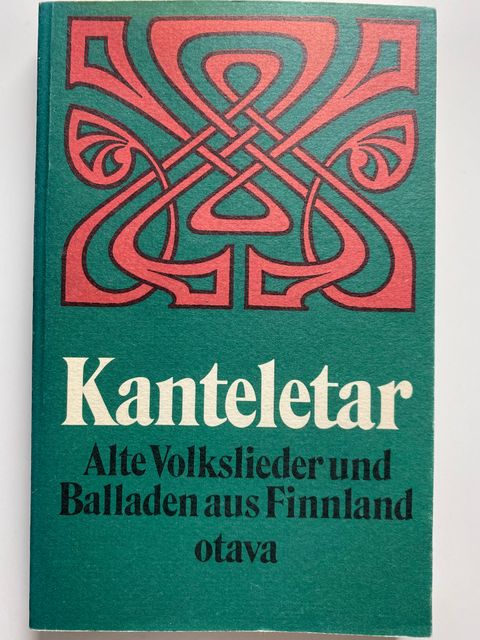 Kanteletar
Alte Volkslieder und
Balladen aus Finnland
otava